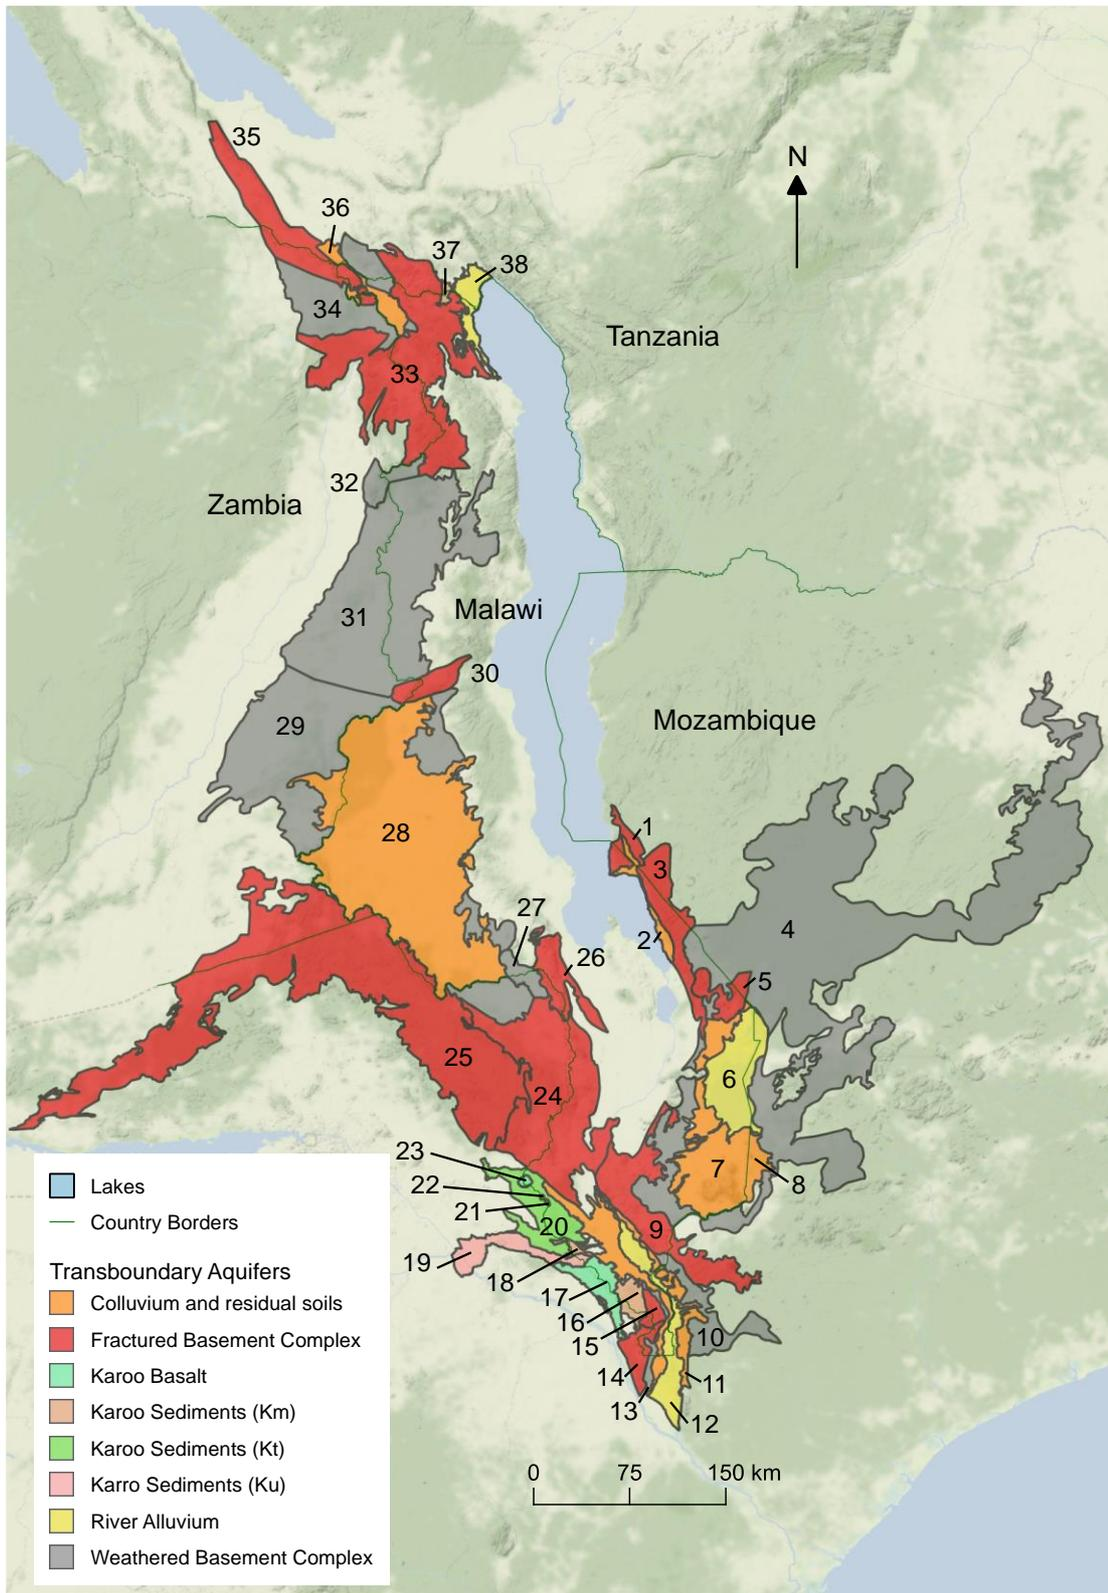 35
N
36
37
38
34
Tanzania
33
32
Zambia
31
Malawi
30
29
Mozambique
28
1
3
27
2
4
26
5
25
24
6
23
7
8
22
21
20
9
19
18
17
16
15
10
14
11
13
12
0 75 150 km
Lakes
Country Borders
Transboundary Aquifers
Colluvium and residual soils
Fractured Basement Complex
Karoo Basalt
Karoo Sediments (Km)
Karoo Sediments (Kt)
Karro Sediments (Ku)
River Alluvium
Weathered Basement Complex